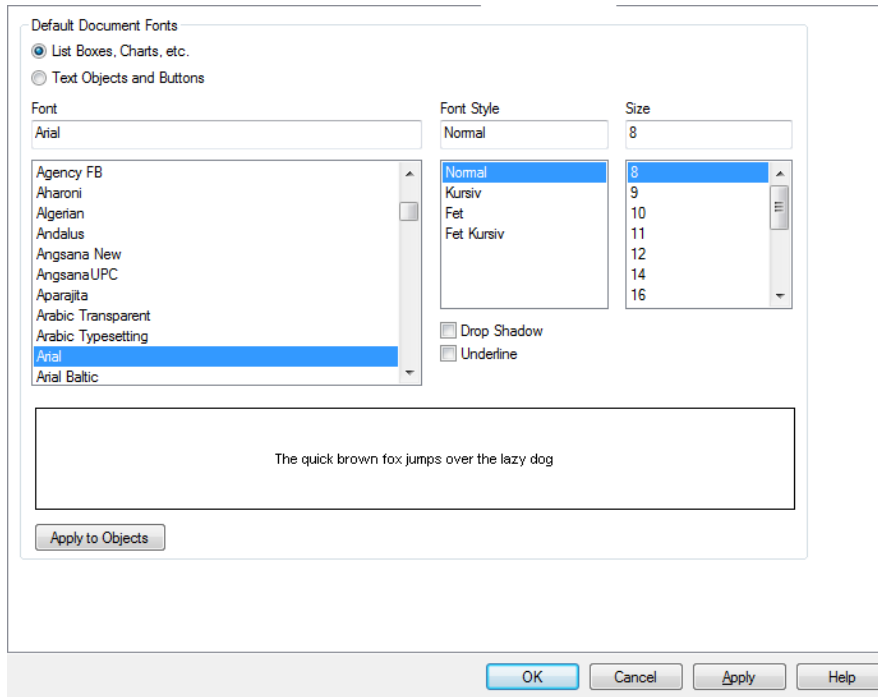 Default Document Fonts
List Boxes, Charts, etc.
Text Objects and Buttons
Font
Arial
Agency FB
Aharoni
Algerian
Andalus
Angsana New
AngsanaUPC
Aparajita
Arabic Transparent
Arabic Typesetting
Arial
Arial Baltic
Font Style
Normal
Normal
Kursiv
Fet
Fet Kursiv
Size
8
8
9
10
11
12
14
16
Drop Shadow
Underline
The quick brown fox jumps over the lazy dog
Apply to Objects
OK Cancel Apply Help